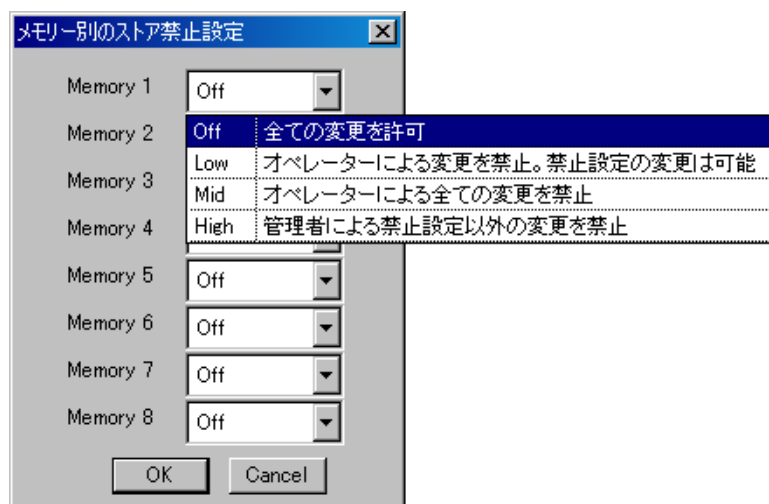 メモリー別のストア禁止設定
Memory 1 Off
Memory 2
Off 全ての変更を許可
Low オペレーターによる変更を禁止。禁止設定の変更は可能
Memory 3
Mid オペレーターによる全ての変更を禁止
Memory 4
High 管理者による禁止設定以外の変更を禁止
Memory 5 Off
Memory 6 Off
Memory 7 Off
Memory 8 Off
OK Cancel